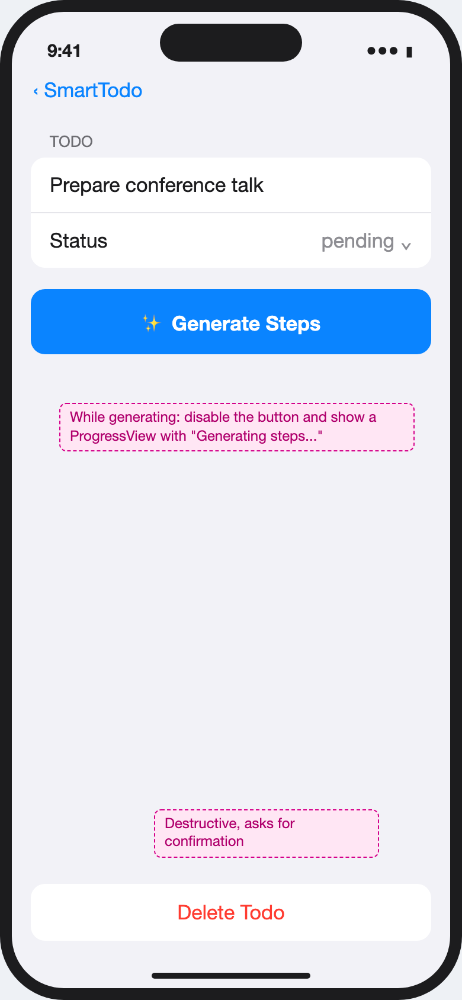 9:41
‹ SmartTodo
TODO
Prepare conference talk
Status pending
✨ Generate Steps
While generating: disable the button and show a
ProgressView with "Generating steps..."
Destructive, asks for
confirmation
Delete Todo